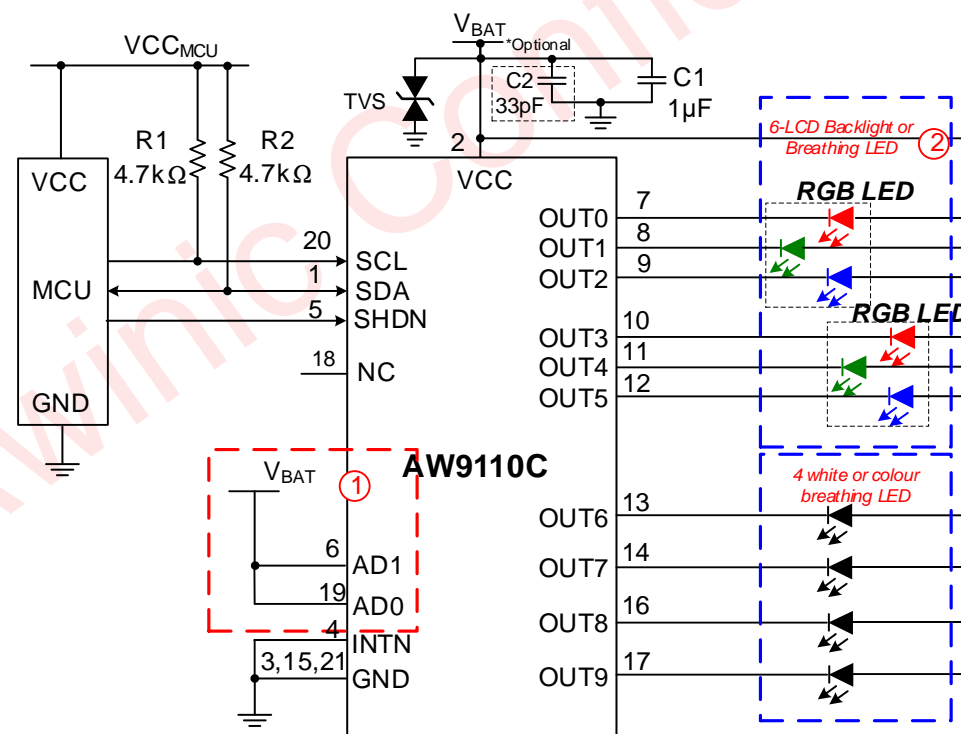 VBAT
*Optional
VCCMCU
TVS
C2
33pF
C1
1µF
R1
4.7kΩ
R2
4.7kΩ
2
VCC
VCC
MCU
GND
20
SCL
1
SDA
5
SHDN
18
NC
AW9110C
VBAT
1
6
AD1
19
AD0
4
INTN
3,15,21
GND
6-LCD Backlight or
Breathing LED
2
RGB LED
7
OUT0
8
OUT1
9
OUT2
RGB LED
10
OUT3
11
OUT4
12
OUT5
4 white or colour
breathing LED
13
OUT6
14
OUT7
16
OUT8
17
OUT9